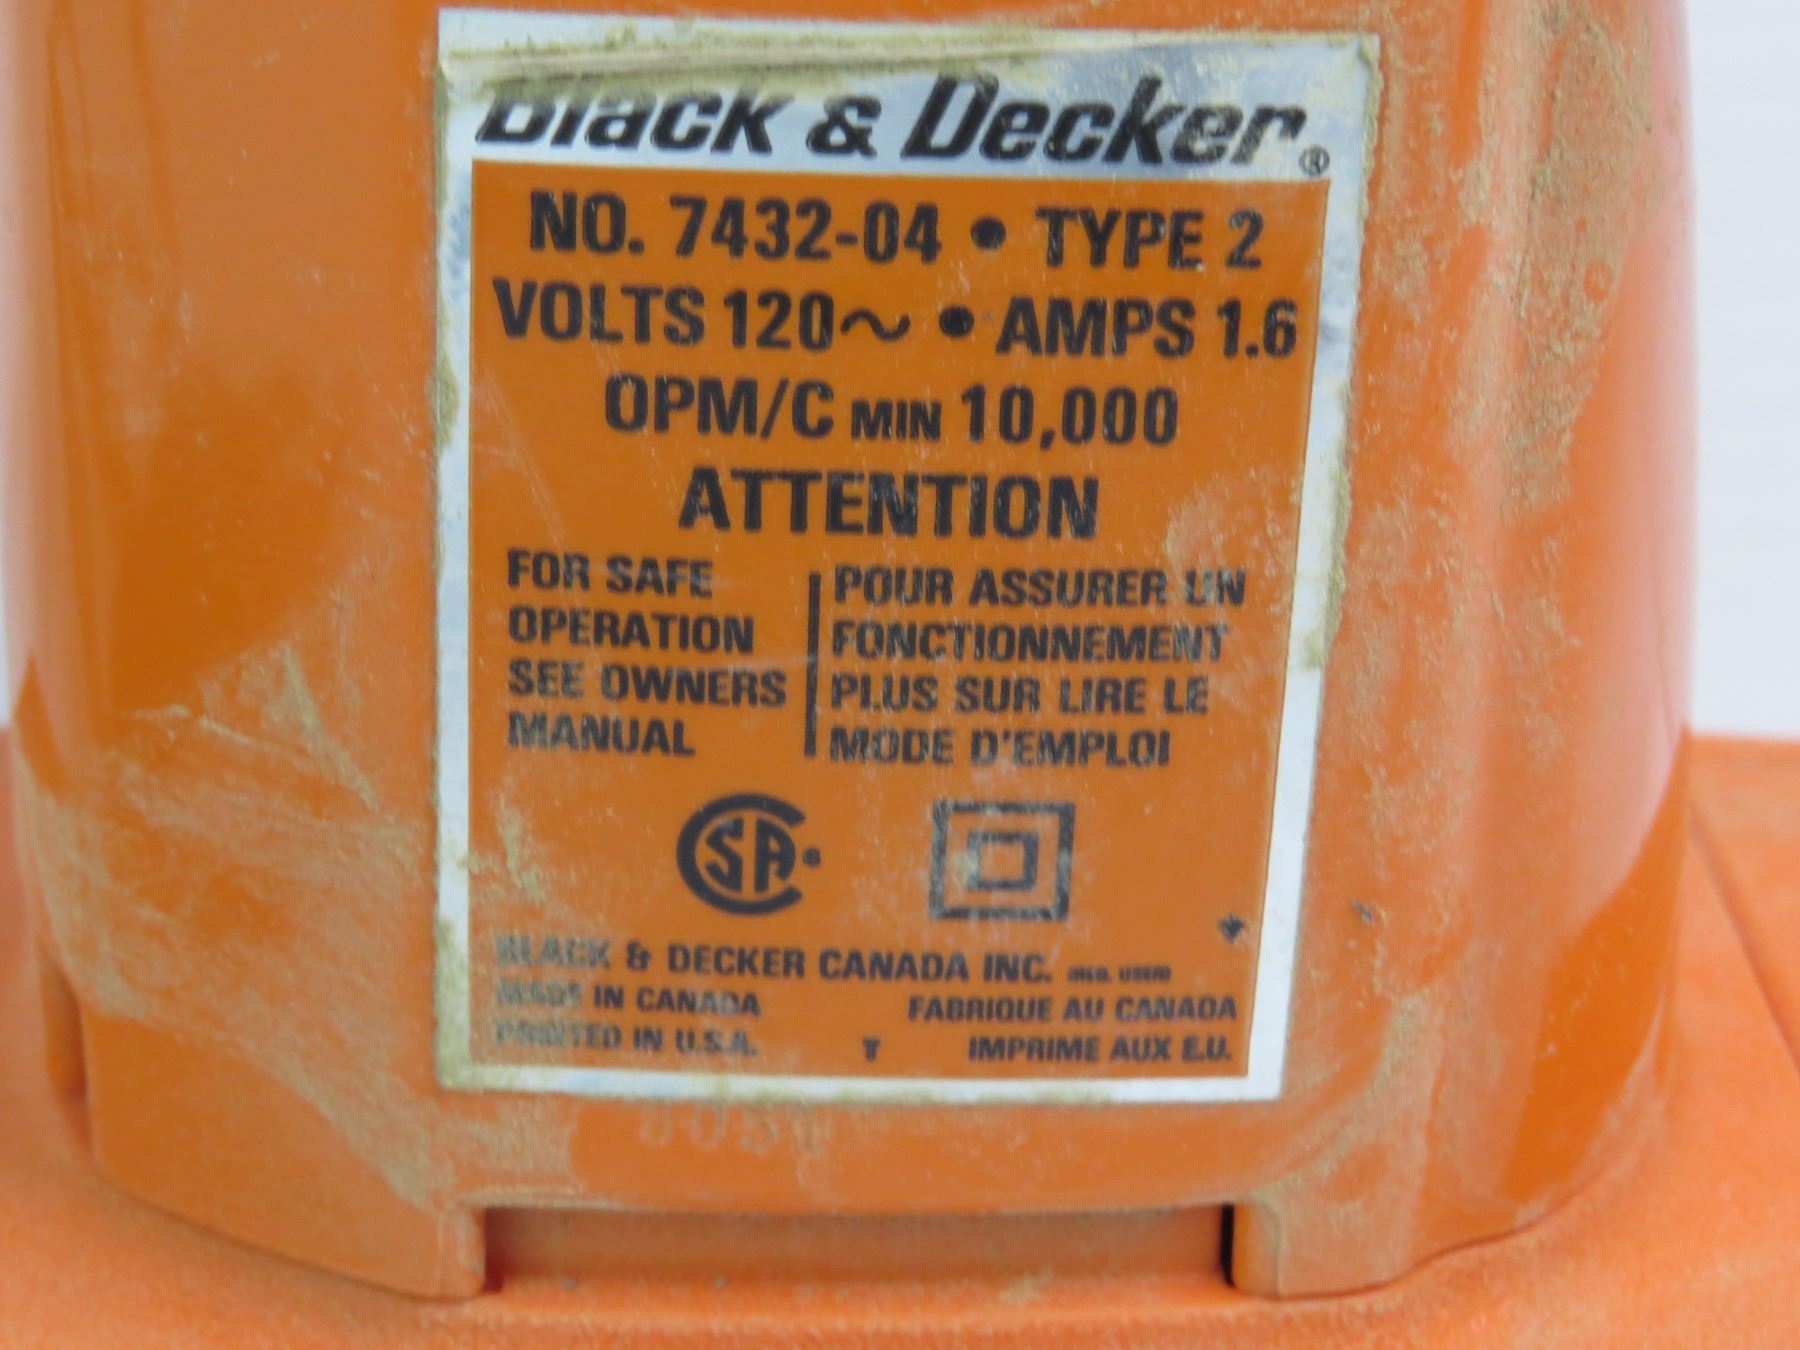 Black & Decker®
NO. 7432-04 • TYPE 2
VOLTS 120~ • AMPS 1.6
OPM/C MIN 10,000
ATTENTION
FOR SAFE
OPERATION
SEE OWNERS
MANUAL
POUR ASSURER UN
FONCTIONNEMENT
PLUS SUR LIRE LE
MODE D'EMPLOI
CSA
BLACK & DECKER CANADA INC.
MADE IN CANADA
FABRIQUE AU CANADA
PRINTED IN U.S.A.
IMPRIME AUX E.U.